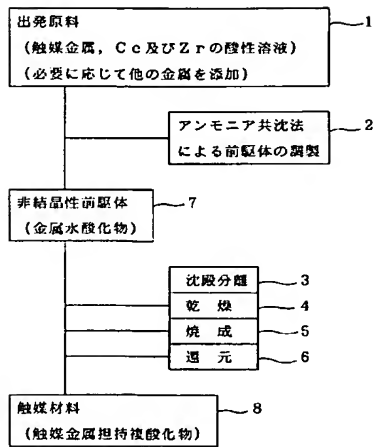 出発原料
(触媒金属，Ce及びZrの酸性溶液)
(必要に応じて他の金属を添加)
1
アンモニア共沈法
による前駆体の調製
2
非結晶性前駆体
(金属水酸化物)
7
沈殿分離
3
乾 燥
4
焼 成
5
還 元
6
触媒材料
(触媒金属担持複酸化物)
8